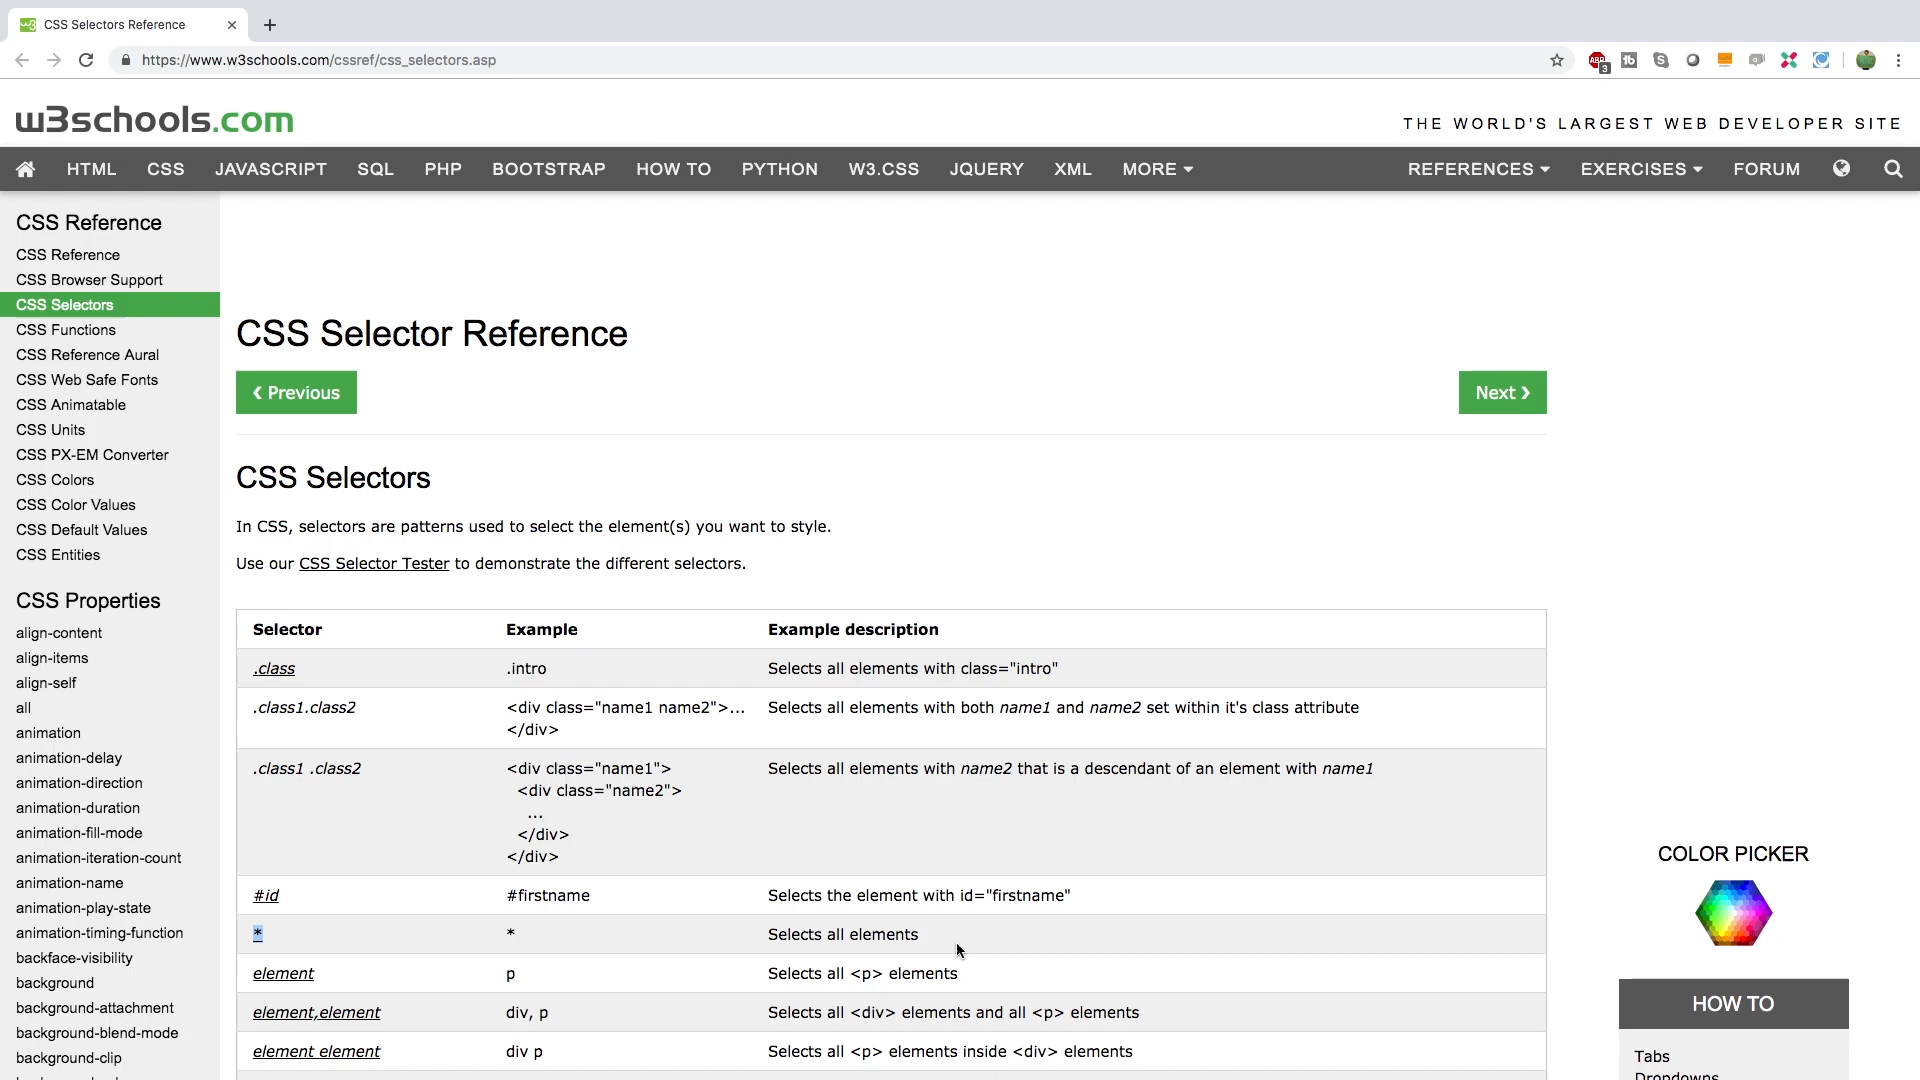 CSS Selectors Reference
https://www.w3schools.com/cssref/css_selectors.asp
ABP
3
w3schools.com
THE WORLD'S LARGEST WEB DEVELOPER SITE
HTML CSS JAVASCRIPT SQL PHP BOOTSTRAP HOW TO PYTHON W3.CSS JQUERY XML MORE REFERENCES EXERCISES FORUM
CSS Reference
CSS Reference
CSS Browser Support
CSS Selectors
CSS Functions
CSS Reference Aural
CSS Web Safe Fonts
CSS Animatable
CSS Units
CSS PX-EM Converter
CSS Colors
CSS Color Values
CSS Default Values
CSS Entities
CSS Properties
align-content
align-items
align-self
all
animation
animation-delay
animation-direction
animation-duration
animation-fill-mode
animation-iteration-count
animation-name
animation-play-state
animation-timing-function
backface-visibility
background
background-attachment
background-blend-mode
background-clip
CSS Selector Reference
❮ Previous
Next ❯
CSS Selectors
In CSS, selectors are patterns used to select the element(s) you want to style.
Use our CSS Selector Tester to demonstrate the different selectors.
Selector Example Example description
.class .intro Selects all elements with class="intro"
.class1.class2 <div class="name1 name2">... Selects all elements with both name1 and name2 set within it's class attribute
</div>
.class1 .class2 <div class="name1"> Selects all elements with name2 that is a descendant of an element with name1
<div class="name2">
...
</div>
</div>
#id #firstname Selects the element with id="firstname"
* * Selects all elements
element p Selects all <p> elements
element,element div, p Selects all <div> elements and all <p> elements
element element div p Selects all <p> elements inside <div> elements
COLOR PICKER
HOW TO
Tabs
Dropdowns